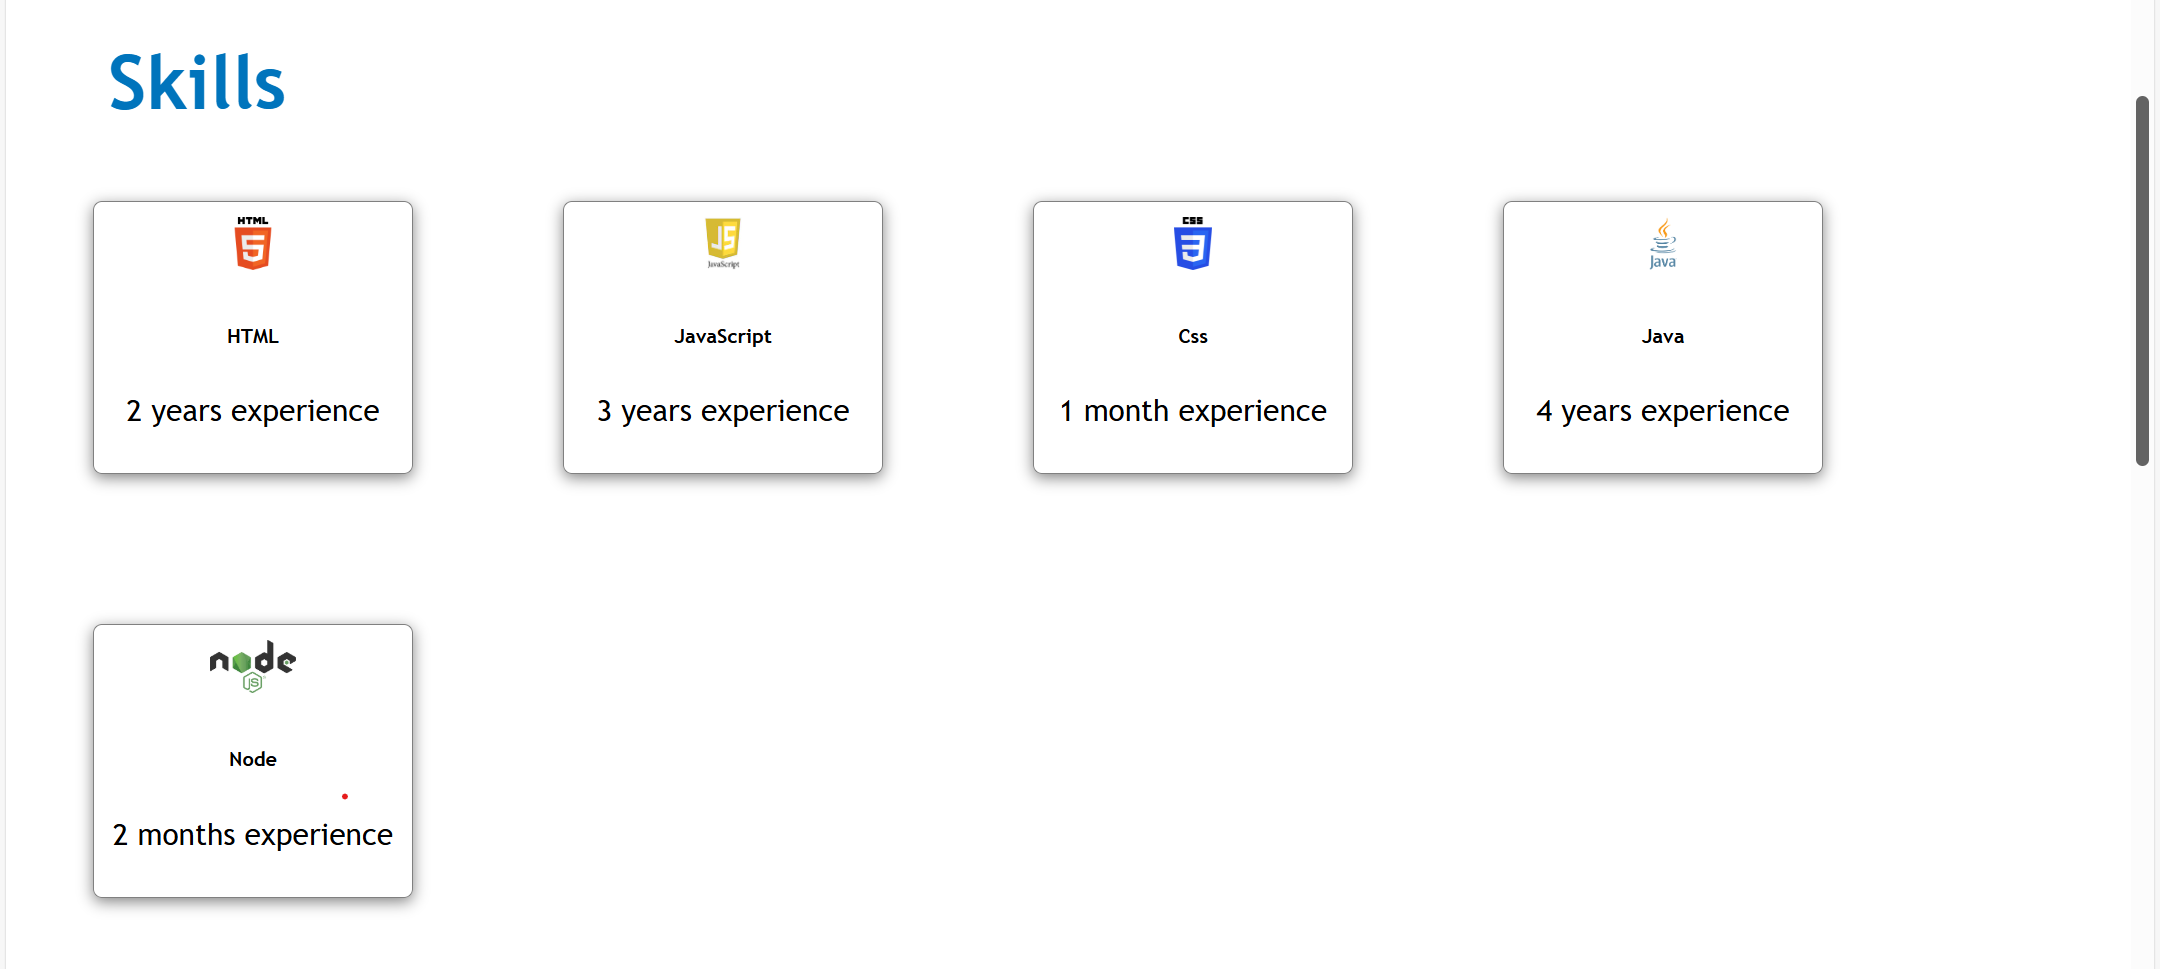 Skills
HTML
5
HTML
2 years experience
JS
JavaScript
JavaScript
3 years experience
CSS
3
Css
1 month experience
Java
Java
4 years experience
node
JS
Node
2 months experience